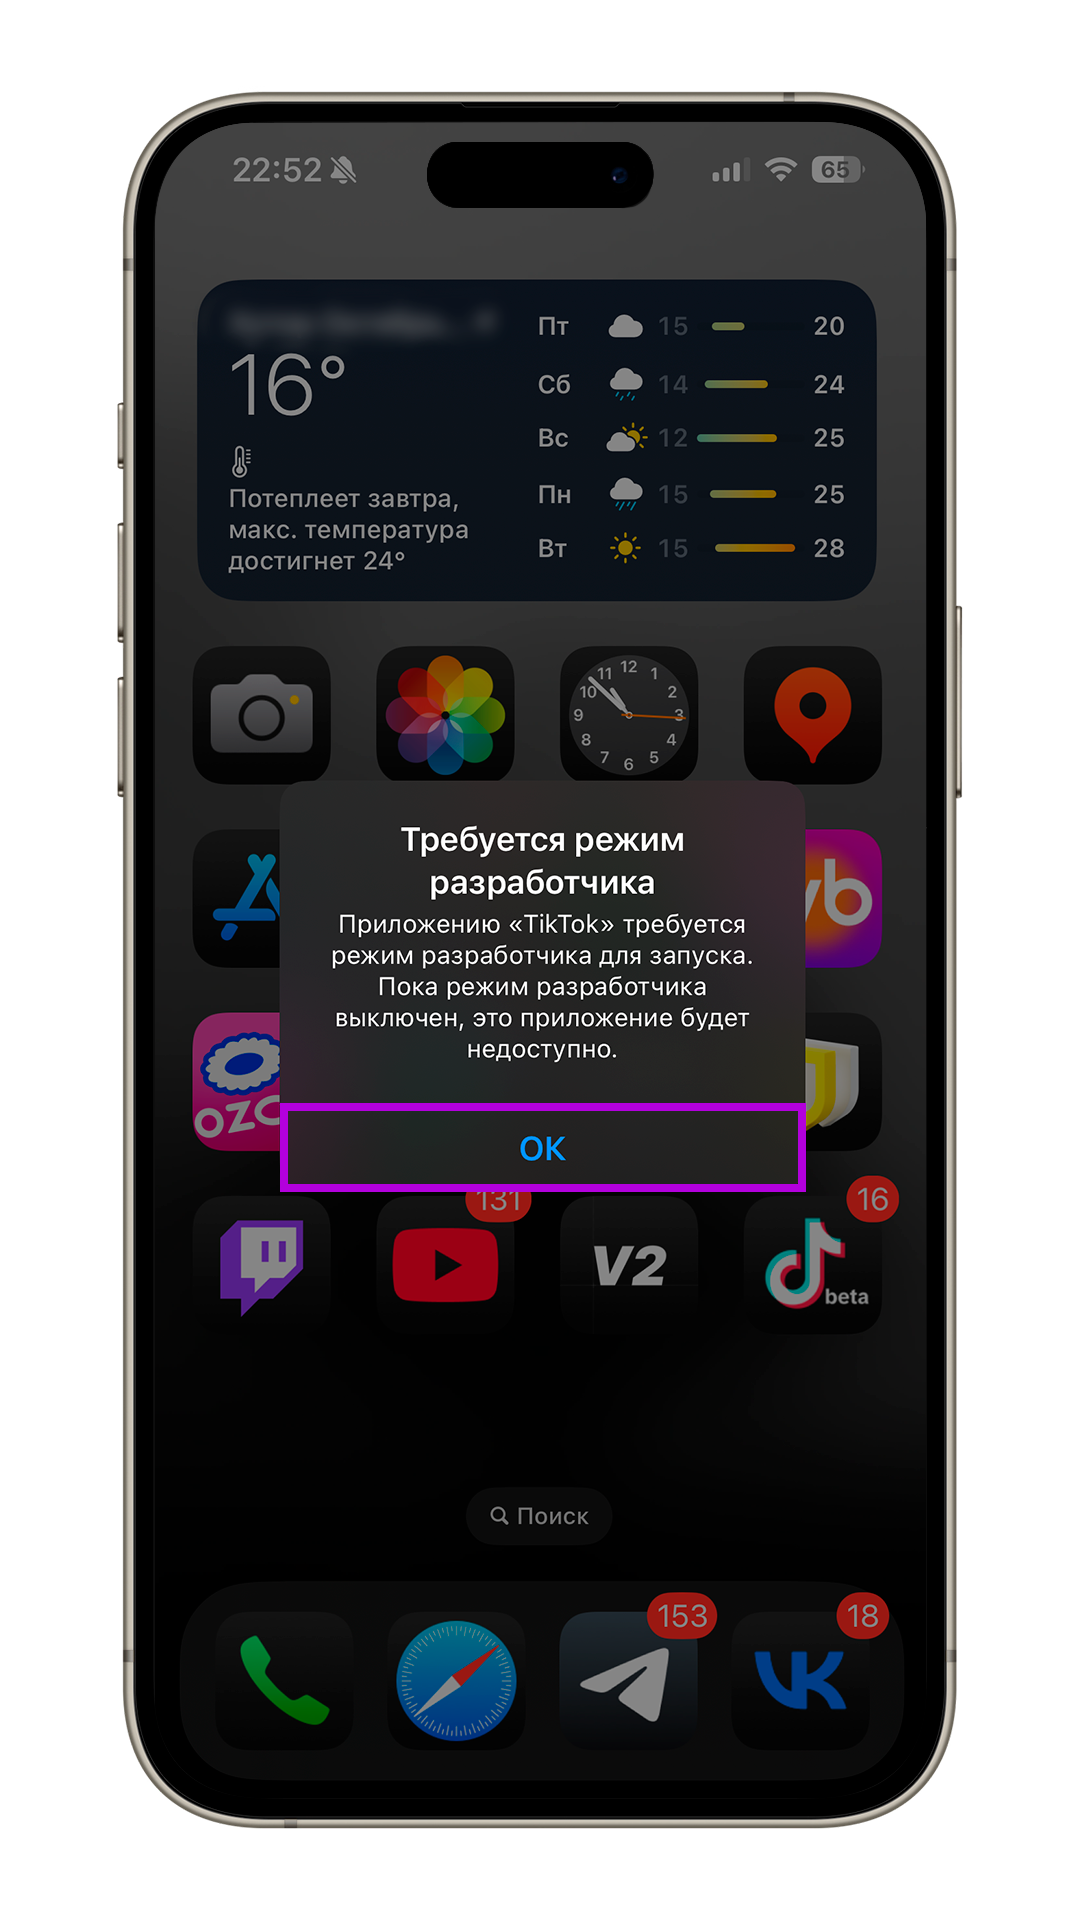 22:52
65
16°
Потеплеет завтра,
макс. температура
достигнет 24°
Пт 15 20
Сб 14 24
Вс 12 25
Пн 15 25
Вт 15 28
12
11 1
10 2
9 3
8 4
7 5
6
Требуется режим
разработчика
Приложению «TikTok» требуется
режим разработчика для запуска.
Пока режим разработчика
выключен, это приложение будет
недоступно.
OK
131
16
V2
beta
Поиск
153
18